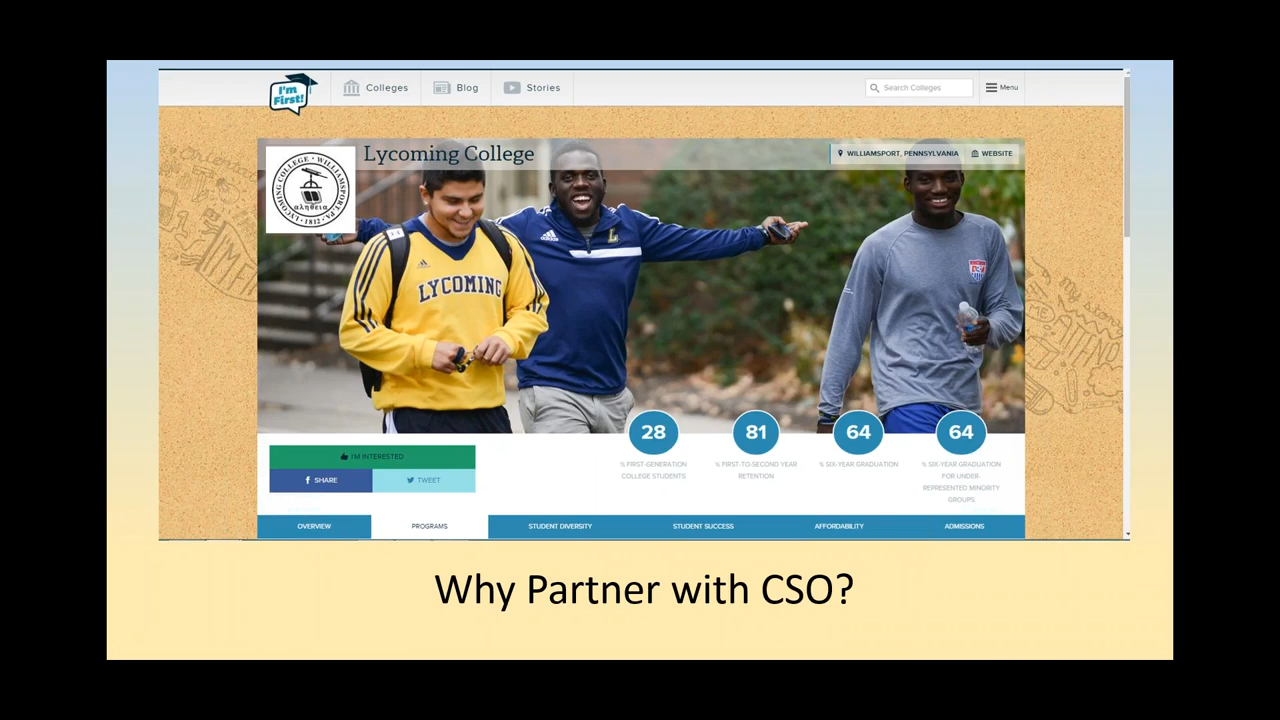 I'm
First!
Colleges
Blog
Stories
Search Colleges
Menu
Lycoming College
WILLIAMSPORT, PENNSYLVANIA
WEBSITE
LYCOMING COLLEGE · WILLIAMSPORT, PA ·
αλήθεια
· 1812 ·
LYCOMING
L
28
81
64
64
% FIRST-GENERATION
COLLEGE STUDENTS
% FIRST-TO-SECOND YEAR
RETENTION
% SIX-YEAR GRADUATION
% SIX-YEAR GRADUATION
FOR UNDER-
REPRESENTED MINORITY
GROUPS
I'M INTERESTED
SHARE
TWEET
OVERVIEW
PROGRAMS
STUDENT DIVERSITY
STUDENT SUCCESS
AFFORDABILITY
ADMISSIONS
Why Partner with CSO?